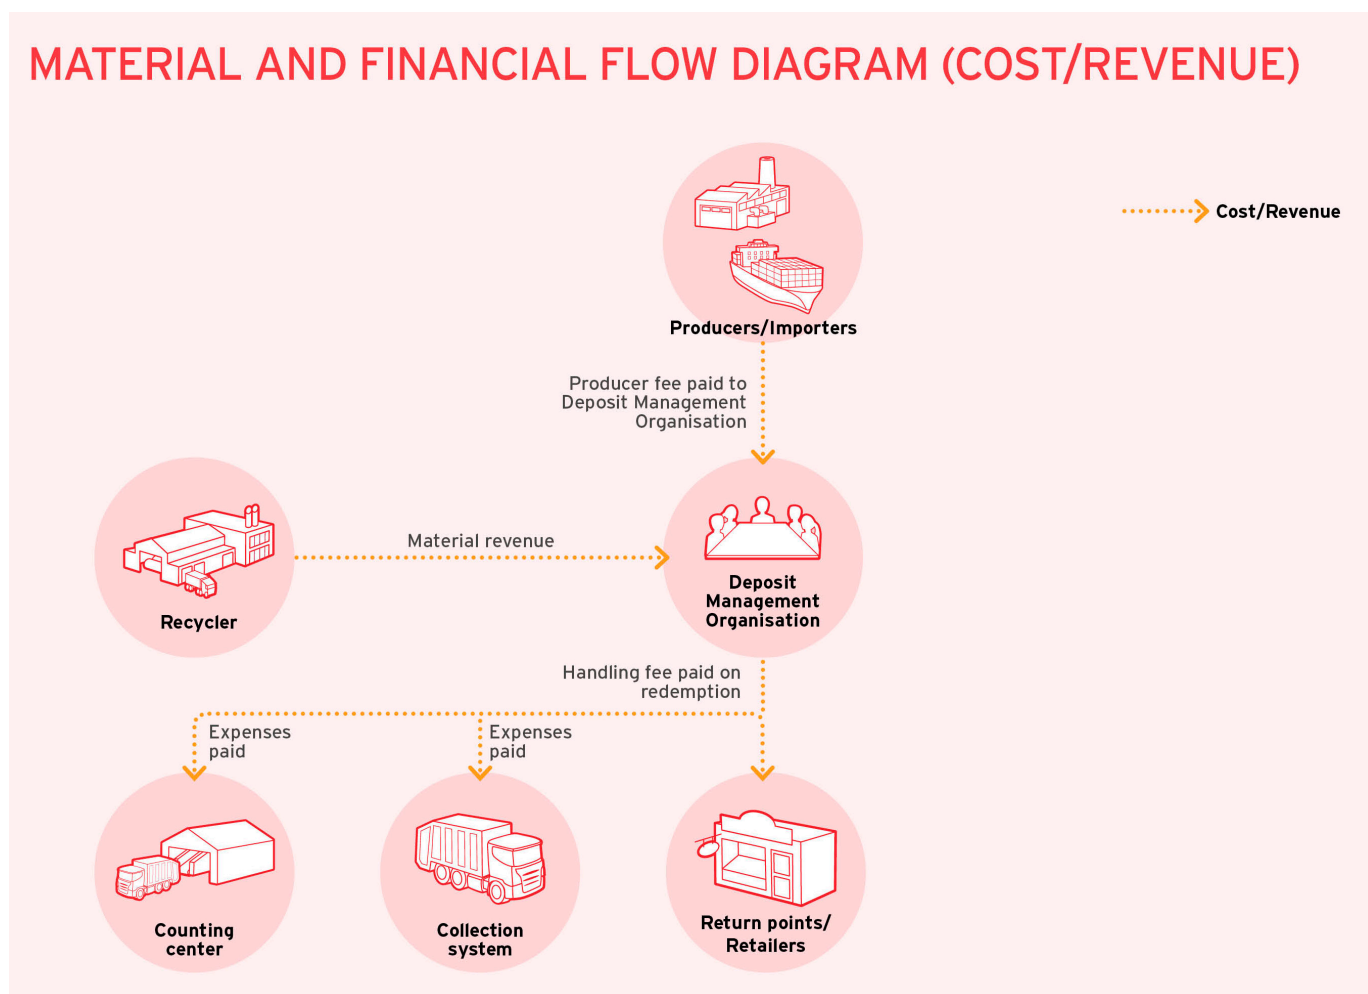 MATERIAL AND FINANCIAL FLOW DIAGRAM (COST/REVENUE)
Cost/Revenue
Producers/Importers
Producer fee paid to
Deposit Management
Organisation
Material revenue
Recycler
Deposit
Management
Organisation
Handling fee paid on
redemption
Expenses
paid
Expenses
paid
Counting
center
Collection
system
Return points/
Retailers